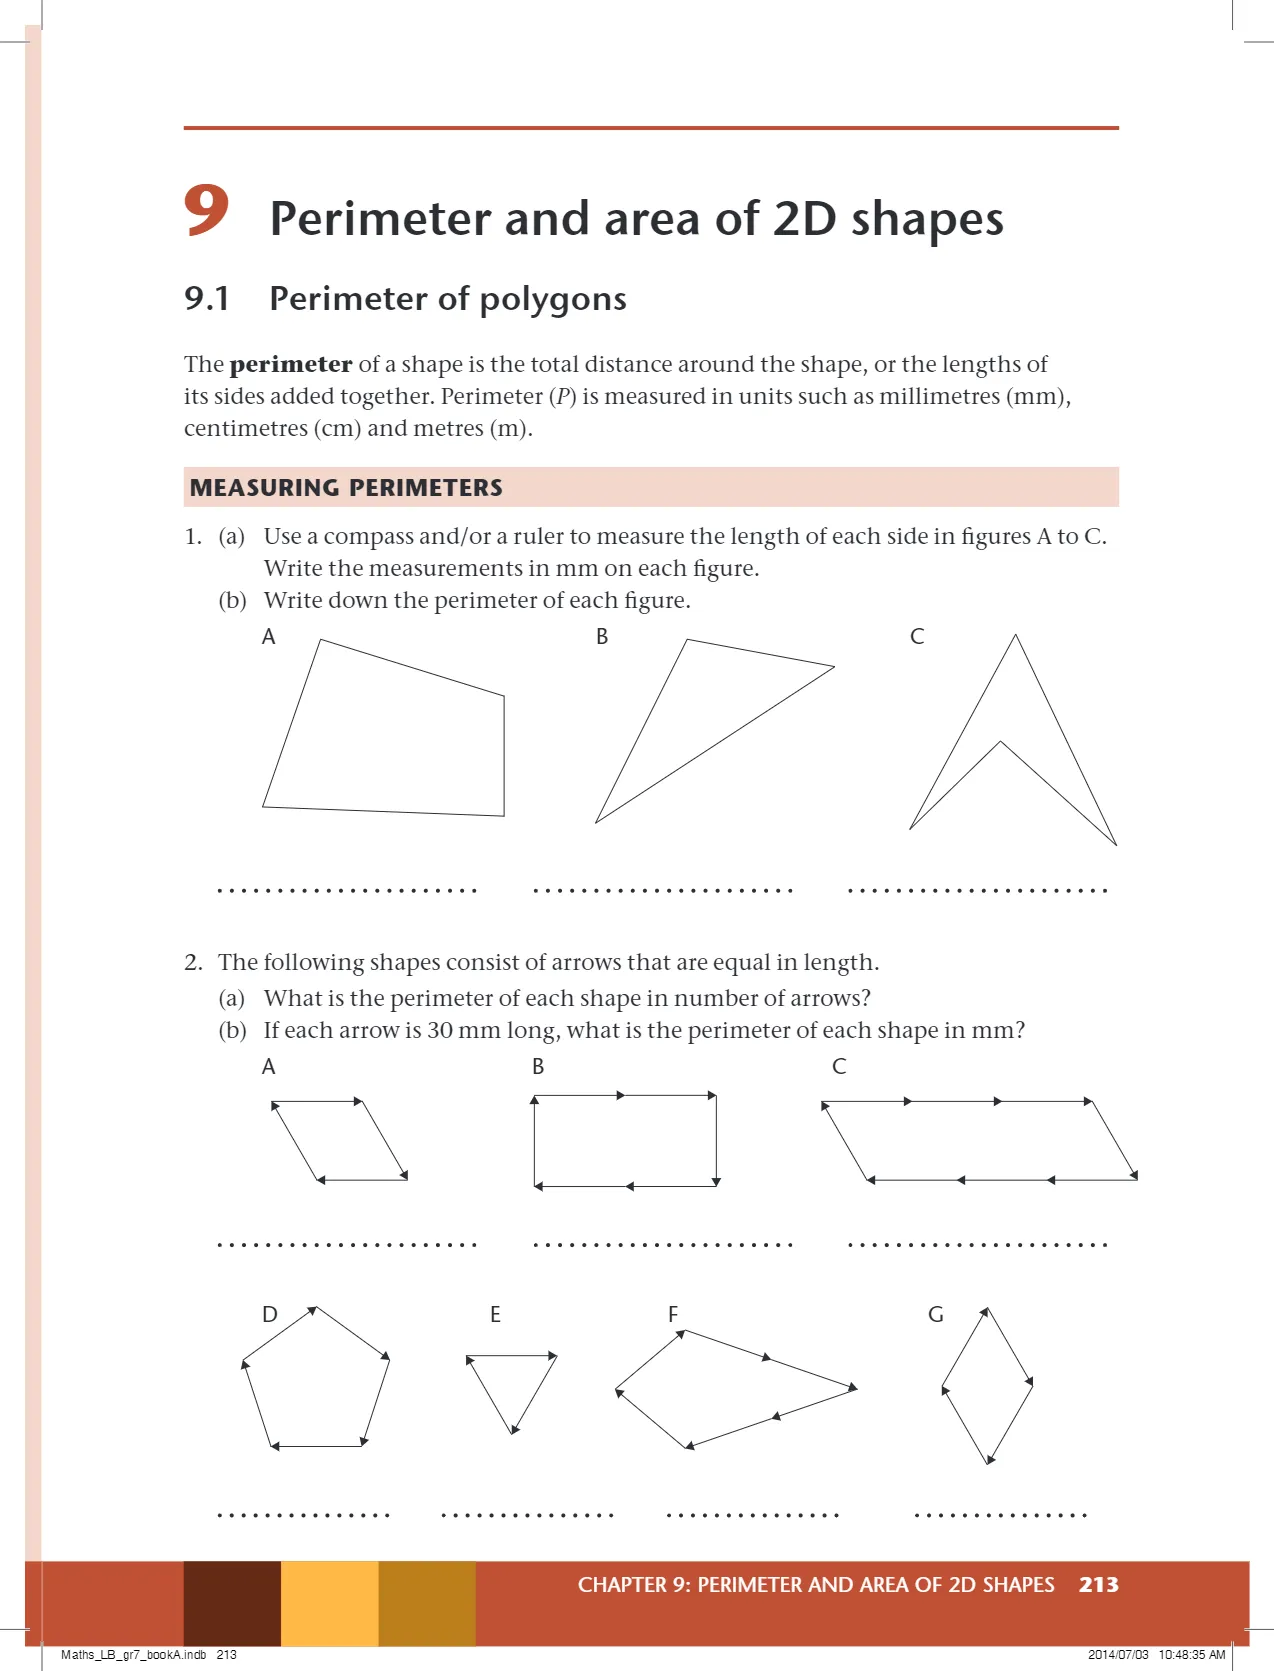 9 Perimeter and area of 2D shapes
9.1 Perimeter of polygons
The perimeter of a shape is the total distance around the shape, or the lengths of
its sides added together. Perimeter (P) is measured in units such as millimetres (mm),
centimetres (cm) and metres (m).
MEASURING PERIMETERS
1. (a) Use a compass and/or a ruler to measure the length of each side in figures A to C.
Write the measurements in mm on each figure.
(b) Write down the perimeter of each figure.
A B C
2. The following shapes consist of arrows that are equal in length.
(a) What is the perimeter of each shape in number of arrows?
(b) If each arrow is 30 mm long, what is the perimeter of each shape in mm?
A B C
D E F G
CHAPTER 9: PERIMETER AND AREA OF 2D SHAPES 213
Maths_LB_gr7_bookA.indb 213 2014/07/03 10:48:35 AM